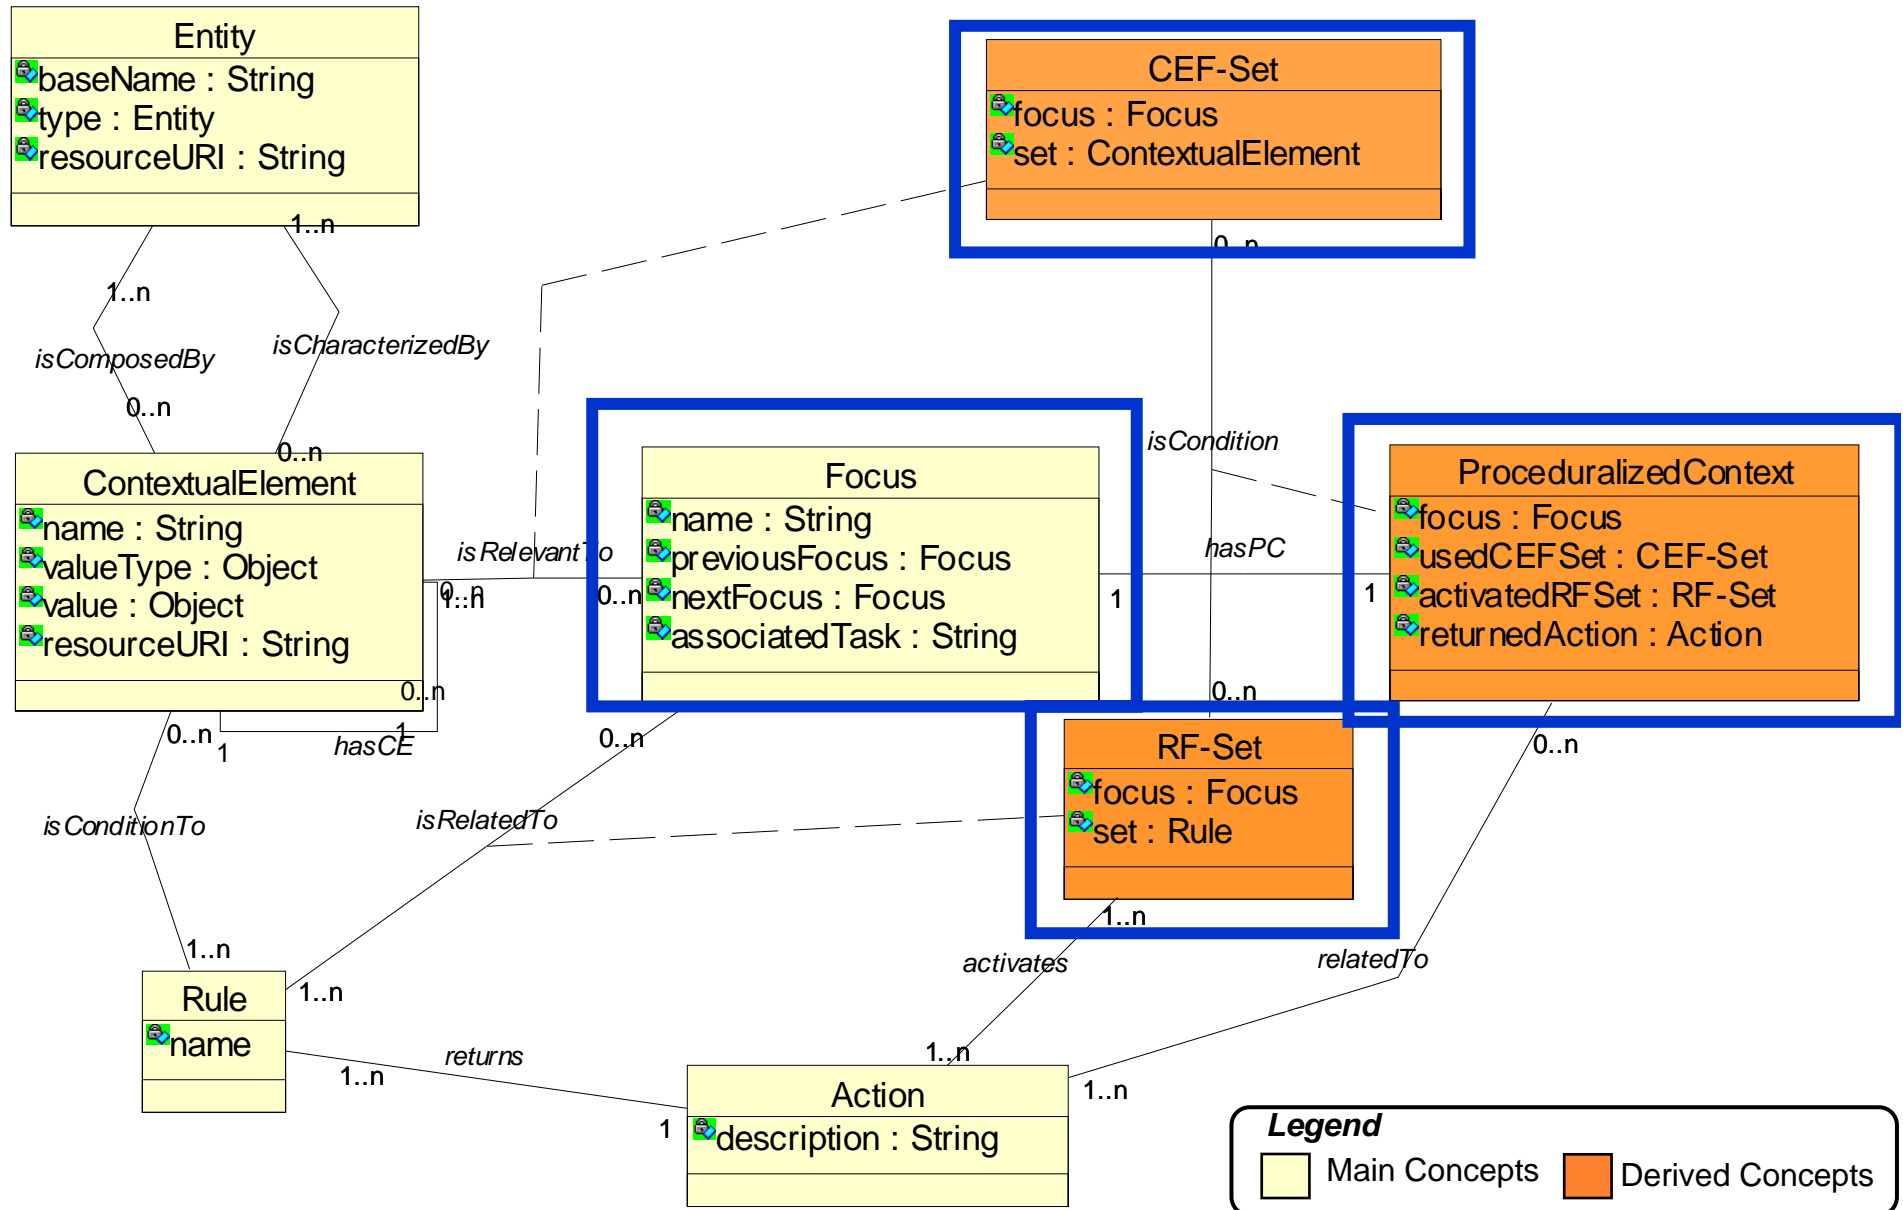 Entity
baseName : String
type : Entity
resourceURI : String
CEF-Set
focus : Focus
set : ContextualElement
1..n
0..n
1..n
isComposedBy
isCharacterizedBy
0..n
0..n
isCondition
ContextualElement
name : String
valueType : Object
value : Object
resourceURI : String
isRelevantTo
0..n
1..n
0..n
Focus
name : String
previousFocus : Focus
nextFocus : Focus
associatedTask : String
hasPC
1
1
ProceduralizedContext
focus : Focus
usedCEFSet : CEF-Set
activatedRFSet : RF-Set
returnedAction : Action
0..n
0..n
0..n
1
hasCE
1
0..n
0..n
RF-Set
focus : Focus
set : Rule
isConditionTo
isRelatedTo
1..n
1..n
1..n
activates
relatedTo
Rule
name
returns
1..n
1..n
1..n
1
Action
description : String
Legend
Main Concepts
Derived Concepts